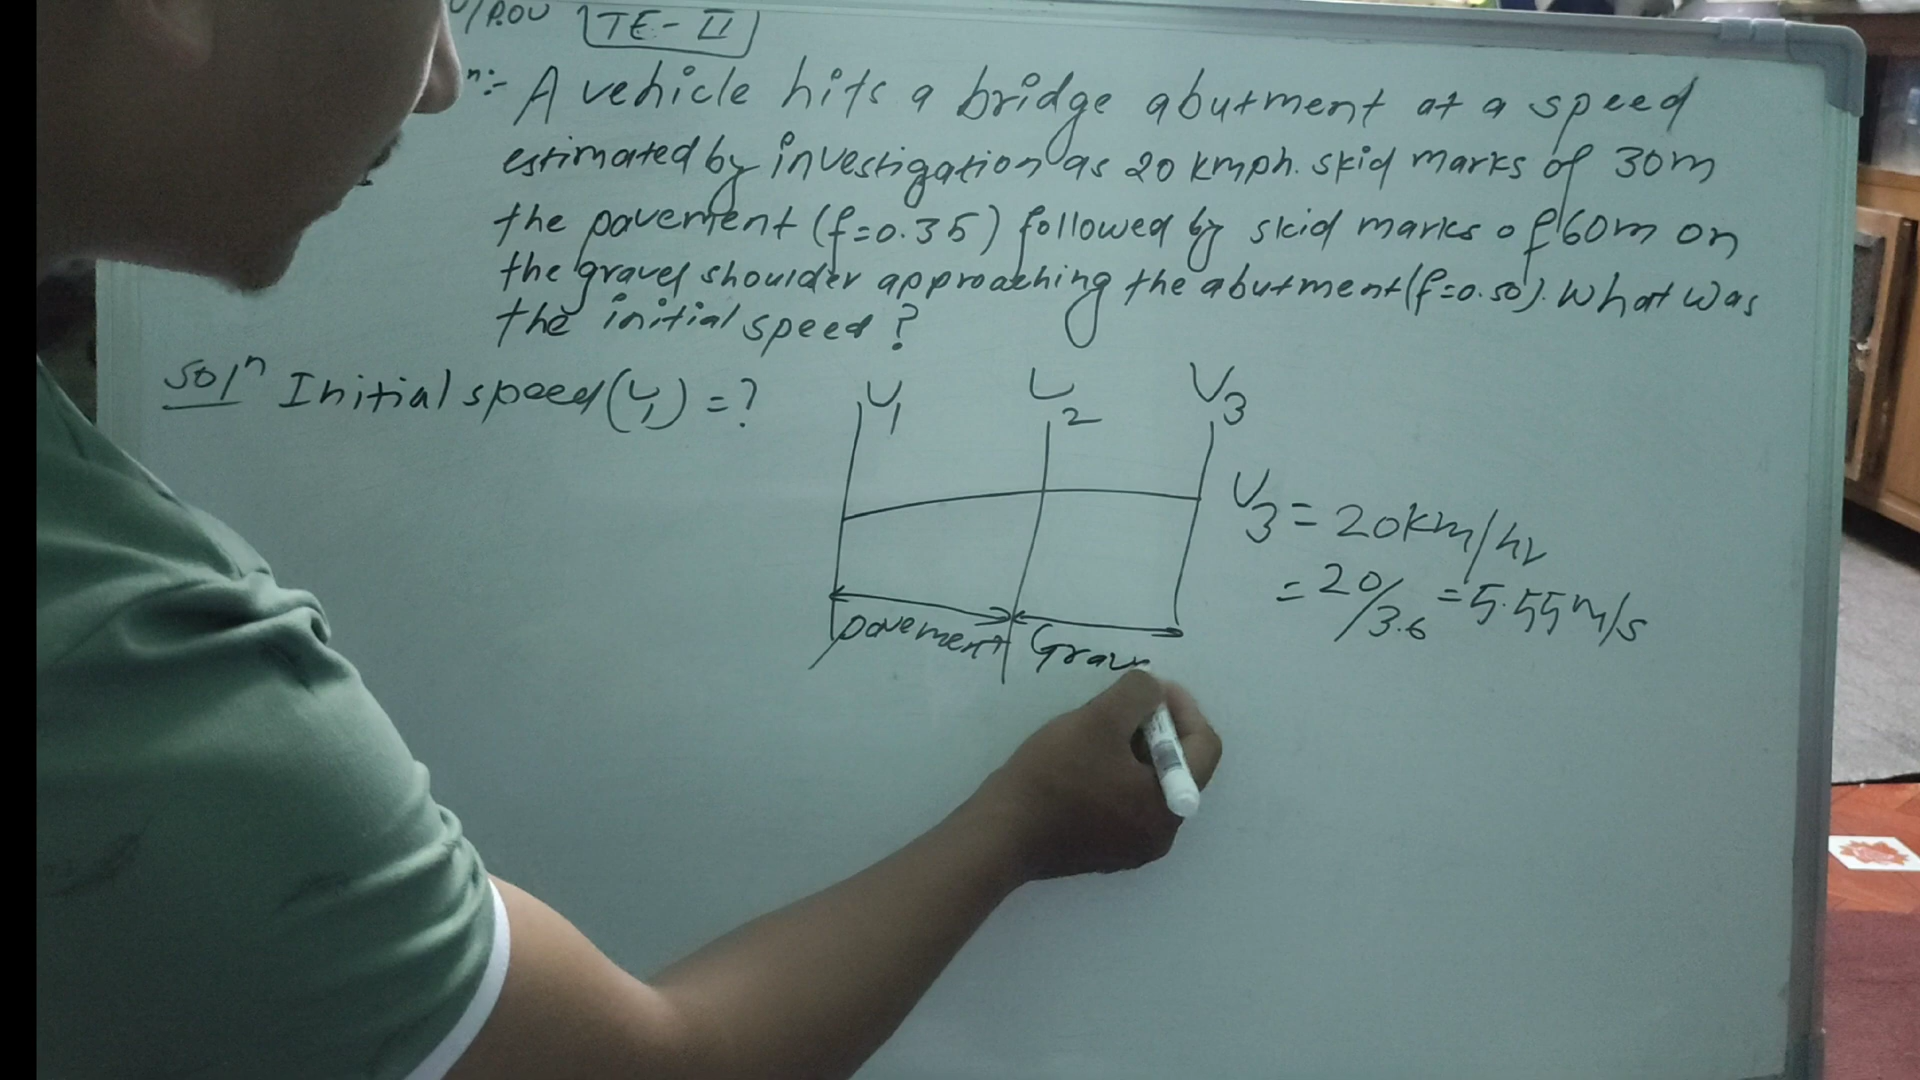 /POU TE-II
n:- A vehicle hits a bridge abutment at a speed
estimated by investigation as 20 kmph. skid marks of 30m
the pavement (f=0.35) followed by skid marks of 60m on
the gravel shoulder approaching the abutment (f=0.50). What was
the initial speed?
Solⁿ Initial speed (V₁) = ?
V₁ V₂ V₃
V₃ = 20km/hr
= 20/3.6 = 5.55m/s
pavement Grav